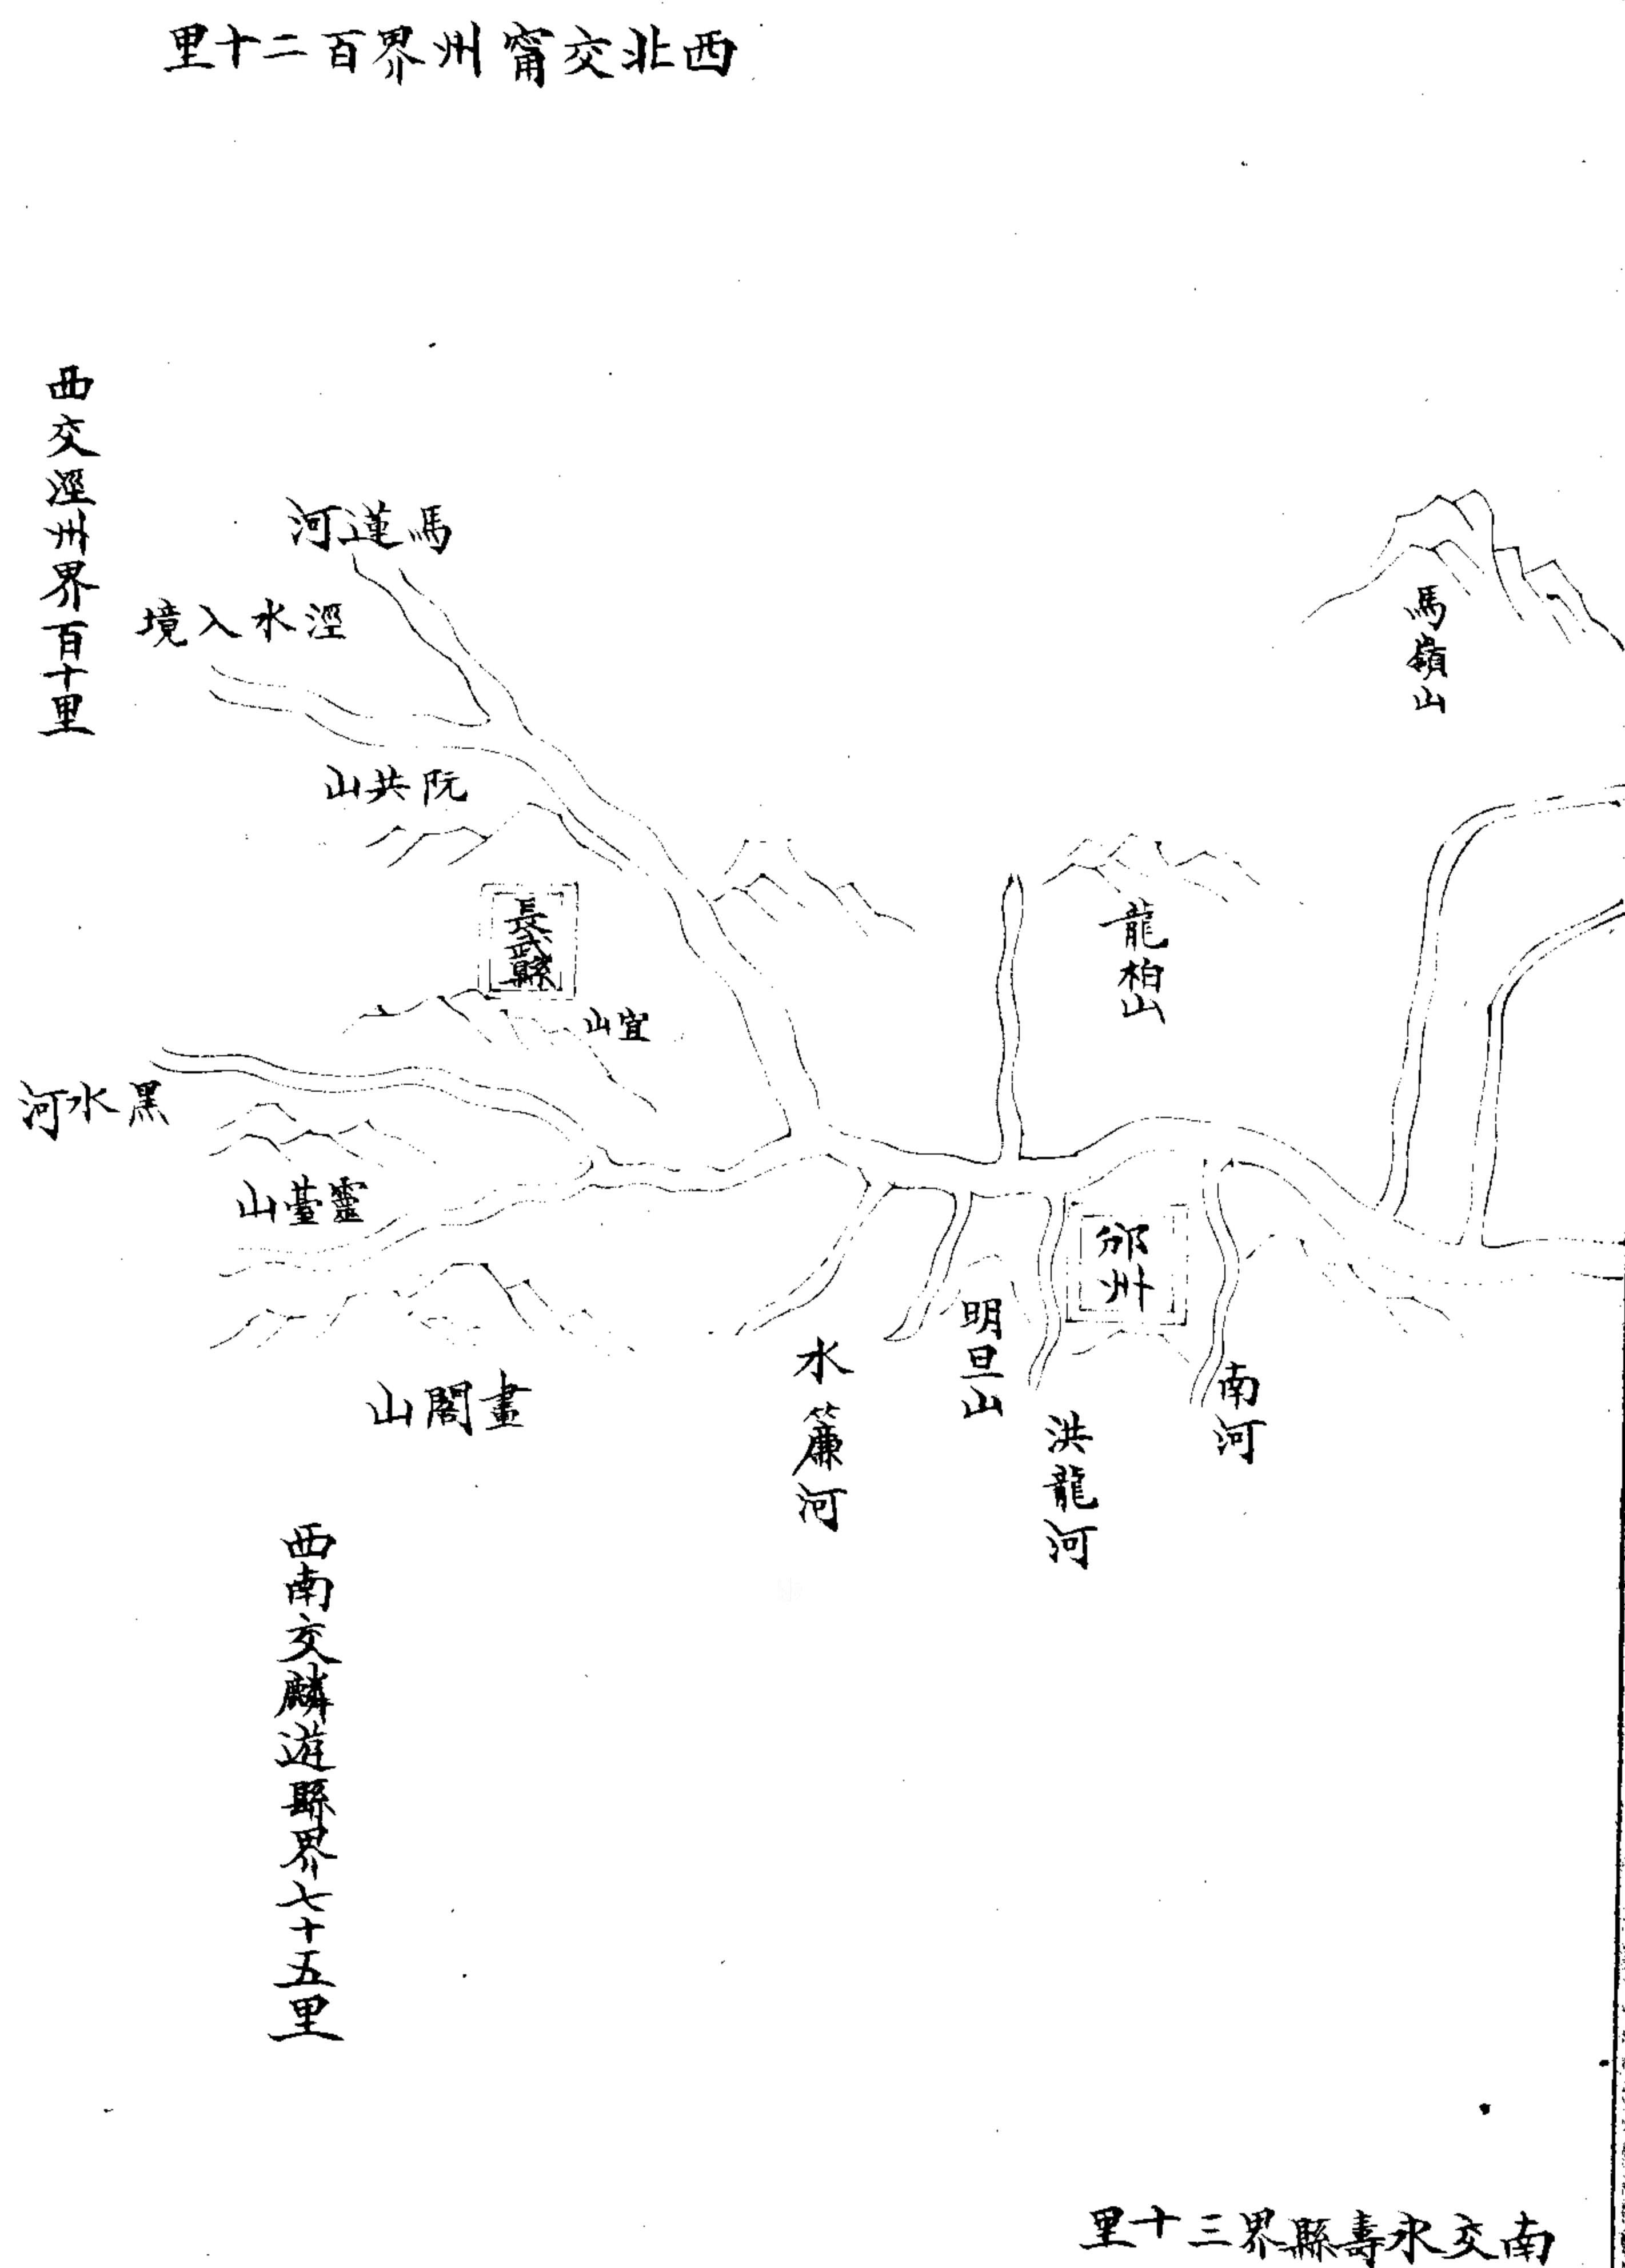 西北交甯州界百二十里
西交涇州界百十里
馬蓮河
涇水入境
阮共山
長武縣
宜山
黑水河
靈臺山
畫閣山
西南交麟遊縣界七十五里
馬嶺山
龍柏山
邠州
南河
洪龍河
明旦山
水簾河
南交永壽縣界三十里